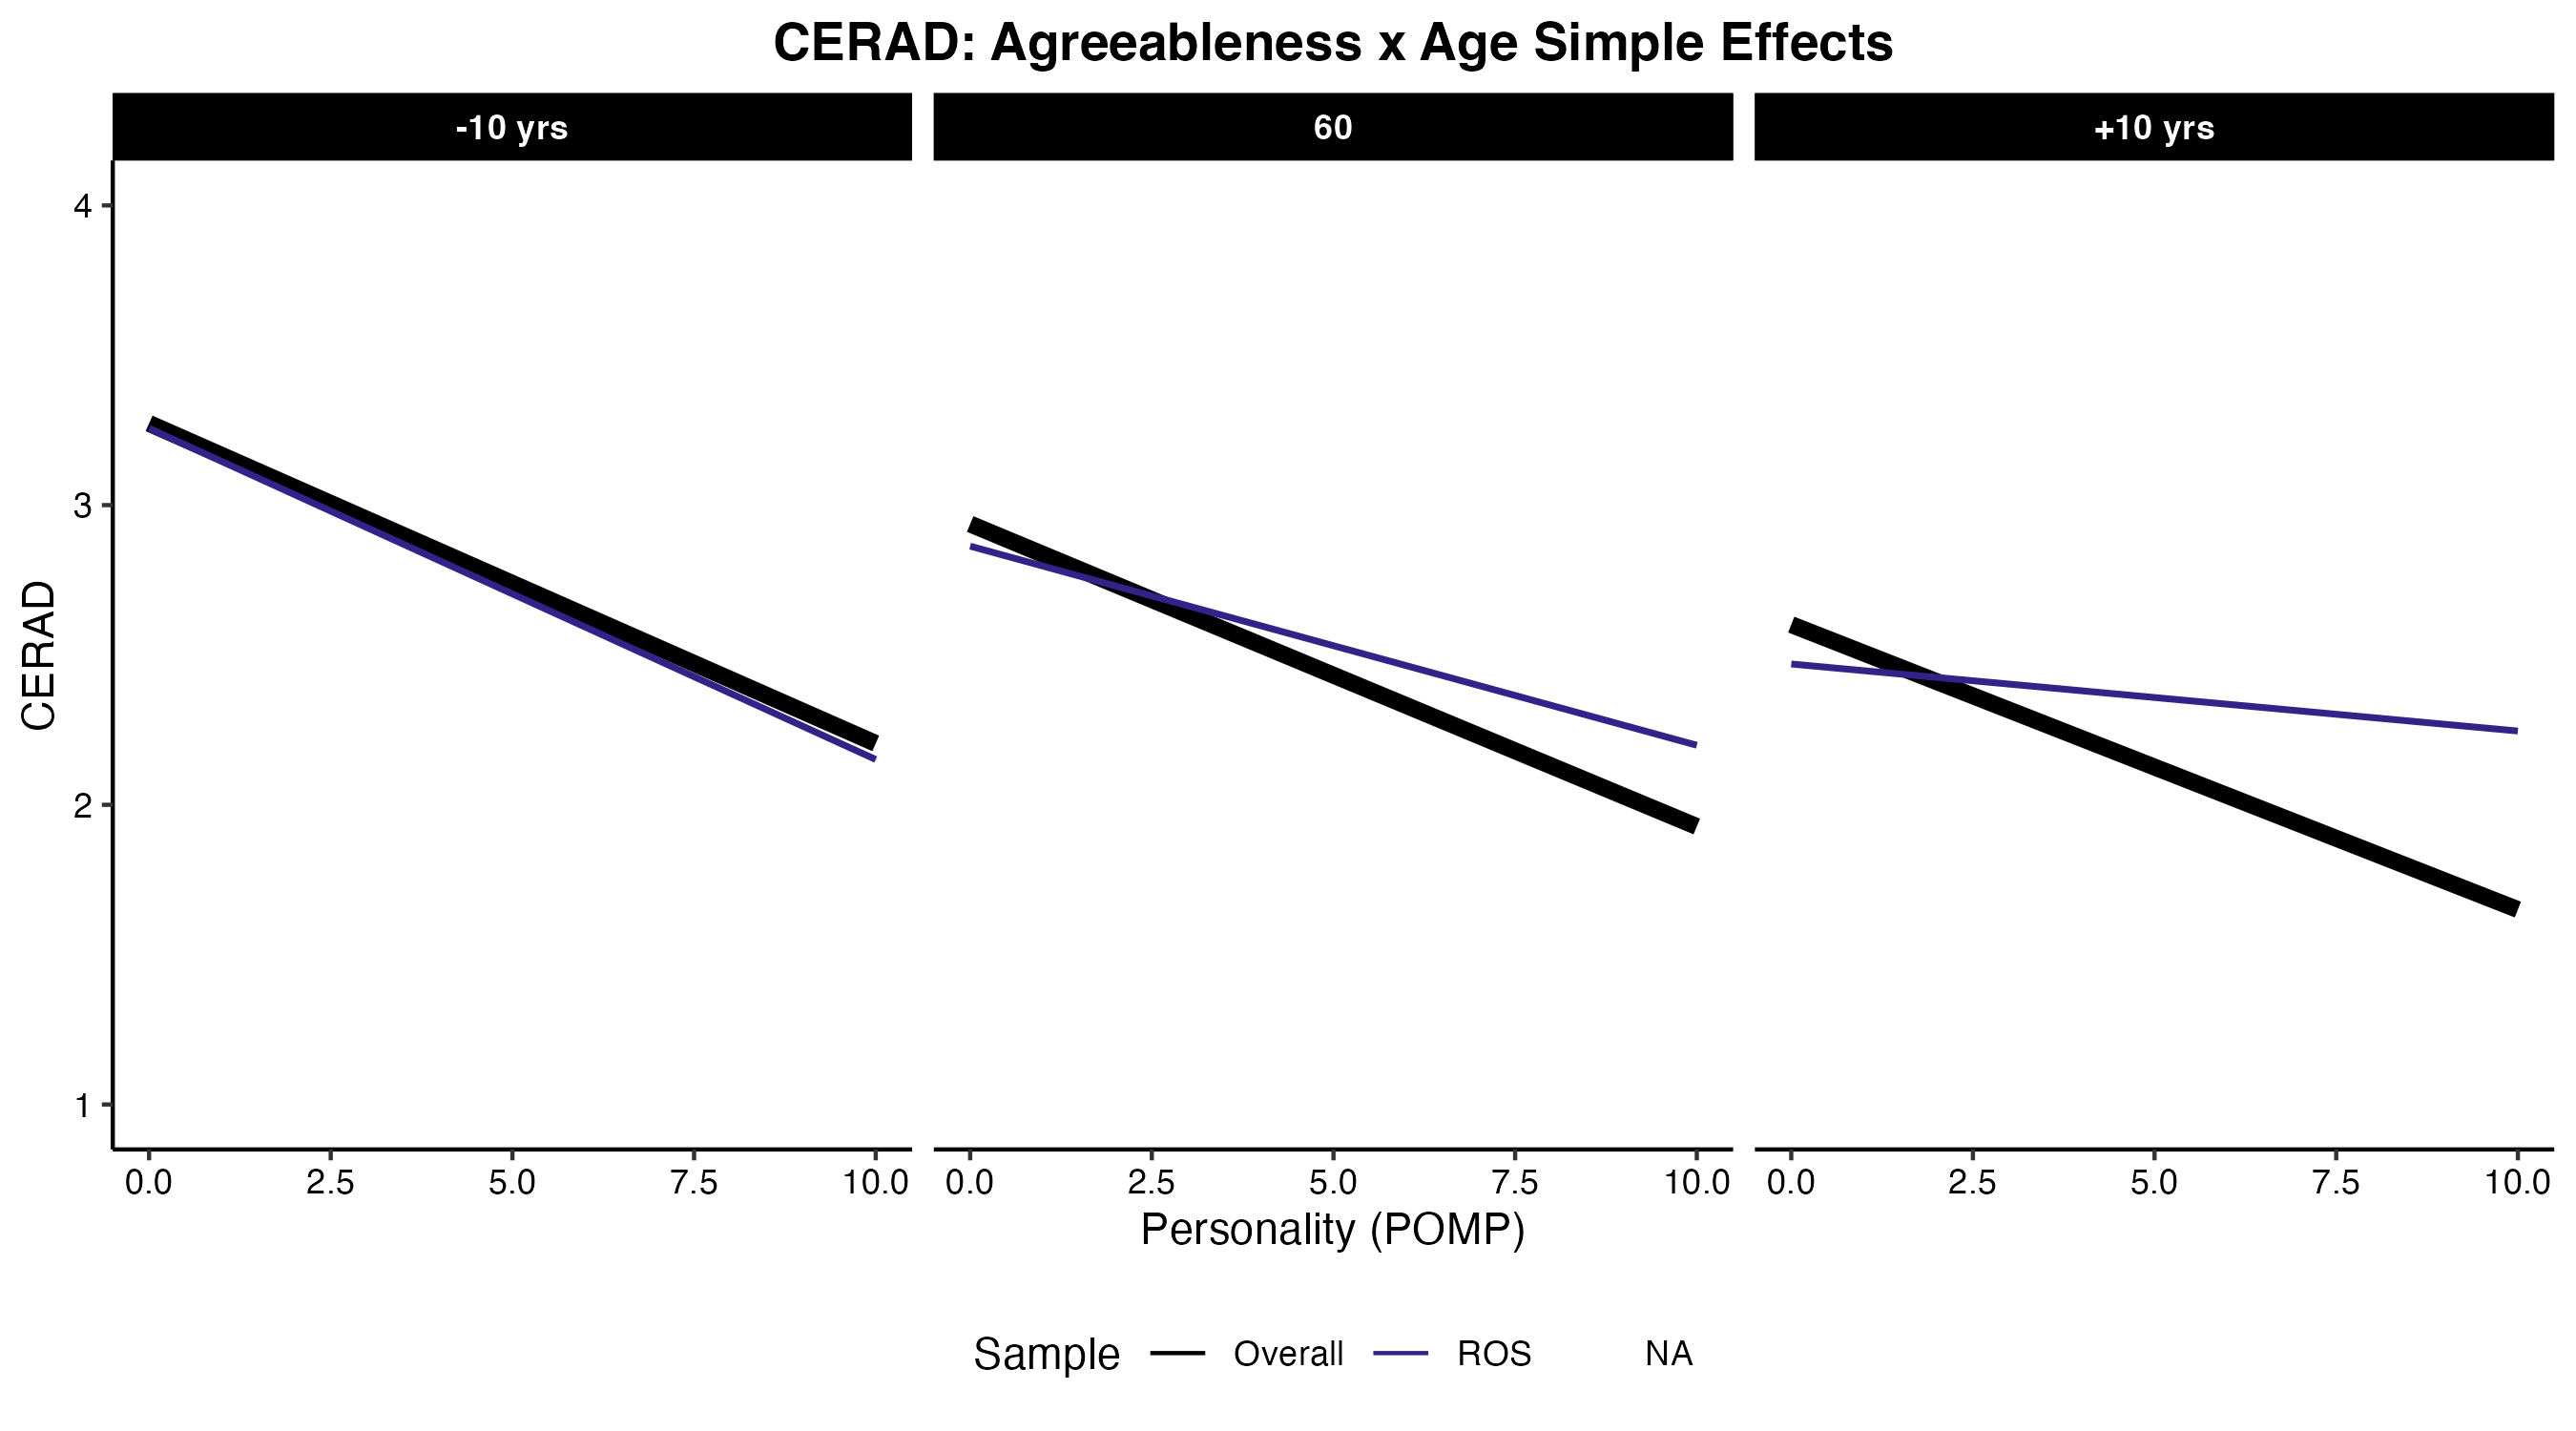 CERAD: Agreeableness x Age Simple Effects
-10 yrs 60 +10 yrs
4
3
2
1
CERAD
0.0 2.5 5.0 7.5 10.0 0.0 2.5 5.0 7.5 10.0 0.0 2.5 5.0 7.5 10.0
Personality (POMP)
Sample Overall ROS NA